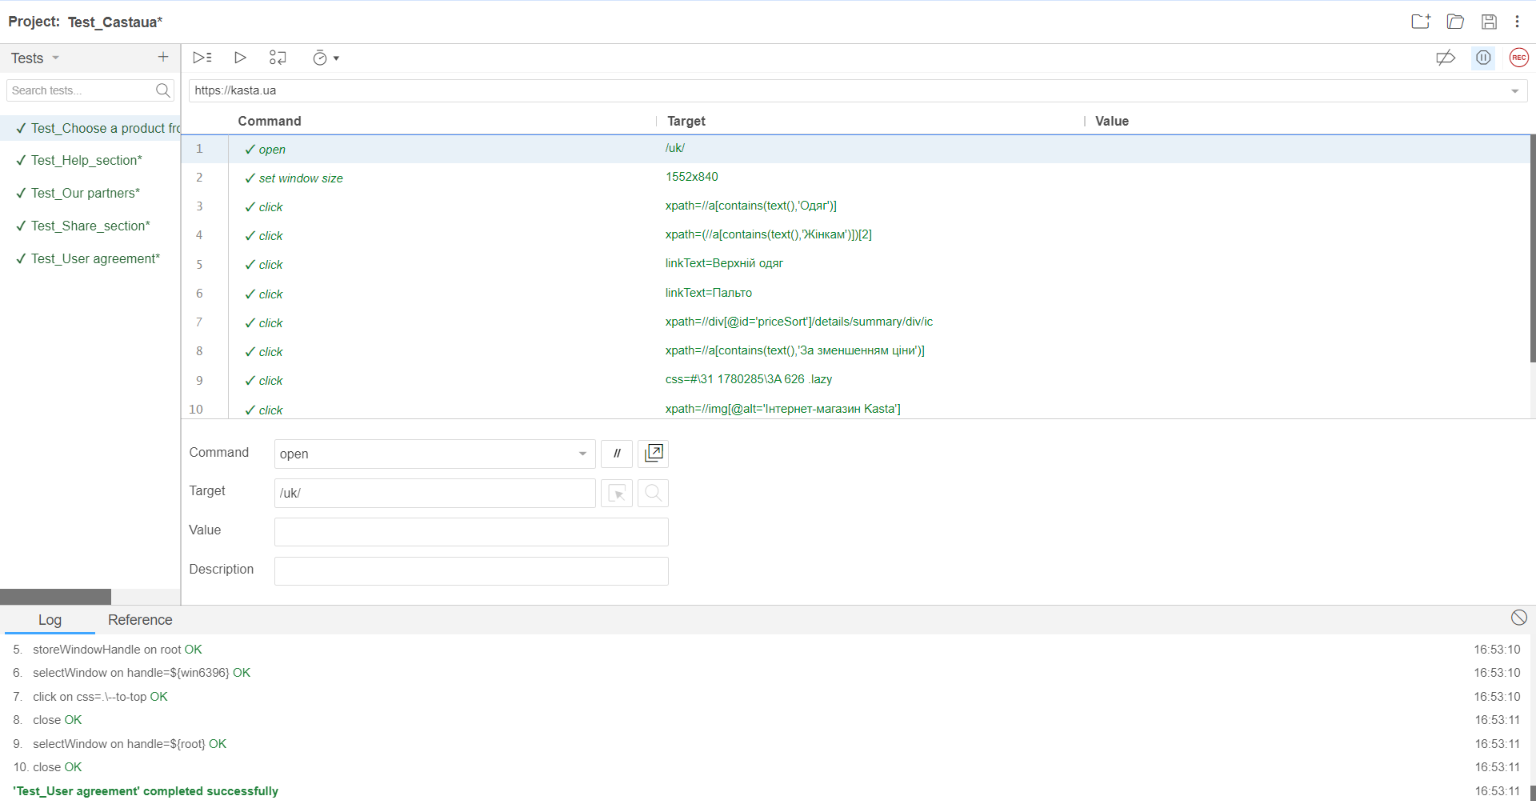 Project: Test_Castaua*
Tests
Search tests...
https://kasta.ua
REC
Command Target Value
✓ Test_Choose a product fro
✓ Test_Help_section*
✓ Test_Our partners*
✓ Test_Share_section*
✓ Test_User agreement*
1 ✓ open /uk/
2 ✓ set window size 1552x840
3 ✓ click xpath=//a[contains(text(),'Одяг')]
4 ✓ click xpath=(//a[contains(text(),'Жінкам')])[2]
5 ✓ click linkText=Верхній одяг
6 ✓ click linkText=Пальто
7 ✓ click xpath=//div[@id='priceSort']/details/summary/div/ic
8 ✓ click xpath=//a[contains(text(),'За зменшенням ціни')]
9 ✓ click css=#\31 1780285\3A 626 .lazy
10 ✓ click xpath=//img[@alt='Інтернет-магазин Kasta']
Command open //
Target /uk/
Value
Description
Log Reference
5. storeWindowHandle on root OK 16:53:10
6. selectWindow on handle=${win6396} OK 16:53:10
7. click on css=.\--to-top OK 16:53:10
8. close OK 16:53:11
9. selectWindow on handle=${root} OK 16:53:11
10. close OK 16:53:11
'Test_User agreement' completed successfully 16:53:11